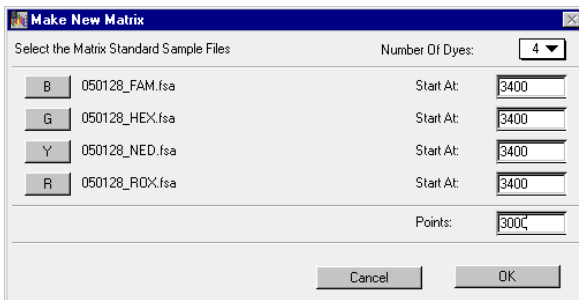 Make New Matrix
Select the Matrix Standard Sample Files Number Of Dyes: 4
B 050128_FAM.fsa Start At: 3400
G 050128_HEX.fsa Start At: 3400
Y 050128_NED.fsa Start At: 3400
R 050128_ROX.fsa Start At: 3400
Points: 3000
Cancel OK